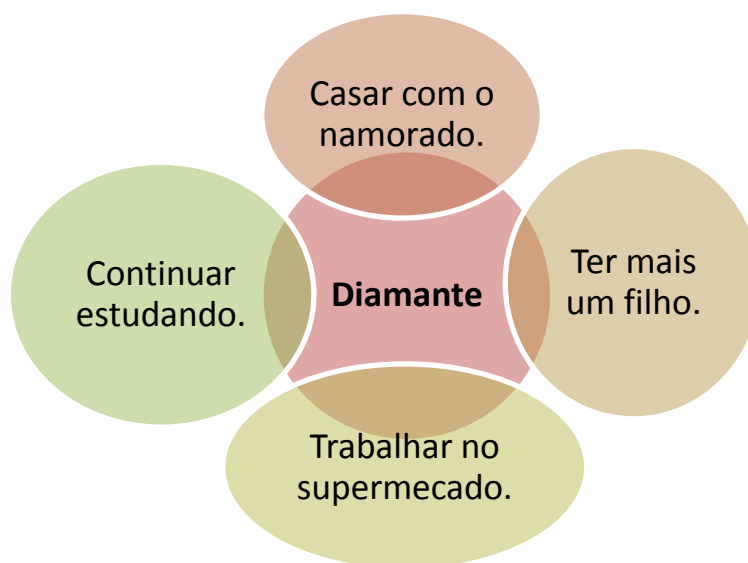 Casar com o
namorado.
Continuar
estudando.
Diamante
Ter mais
um filho.
Trabalhar no
supermecado.